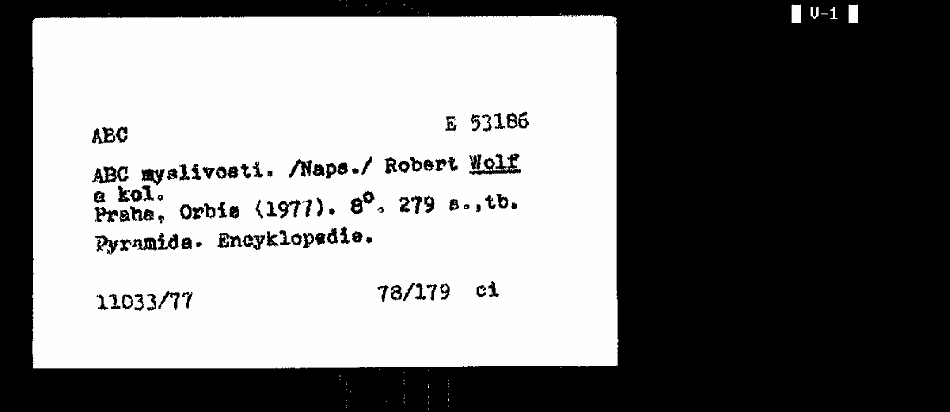 V-1
ABC E 53186
ABC myslivosti. /Naps./ Robert Wolf
a kol.
Praha, Orbis (1977). 8°, 279 s.,tb.
Pyramida. Encyklopedie.
11033/77 78/179 ci